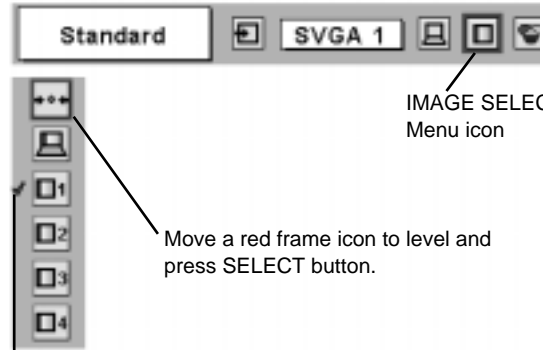 Standard
SVGA 1
IMAGE SELEC
Menu icon
1
2
3
4
Move a red frame icon to level and
press SELECT button.